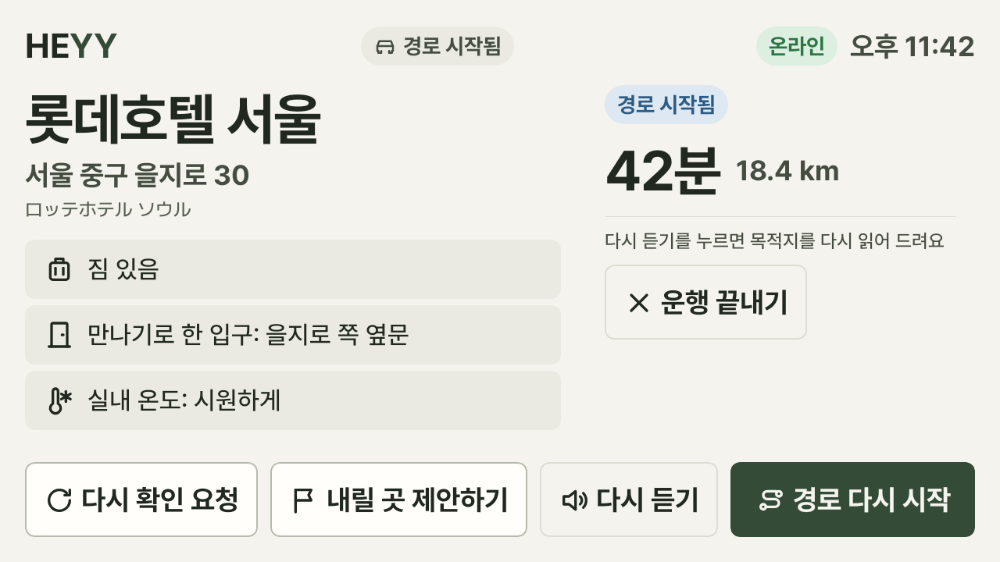 HEYY
경로 시작됨
온라인
오후 11:42
롯데호텔 서울
서울 중구 을지로 30
ロッテホテル ソウル
짐 있음
만나기로 한 입구: 을지로 쪽 옆문
실내 온도: 시원하게
경로 시작됨
42분 18.4 km
다시 듣기를 누르면 목적지를 다시 읽어 드려요
운행 끝내기
다시 확인 요청
내릴 곳 제안하기
다시 듣기
경로 다시 시작